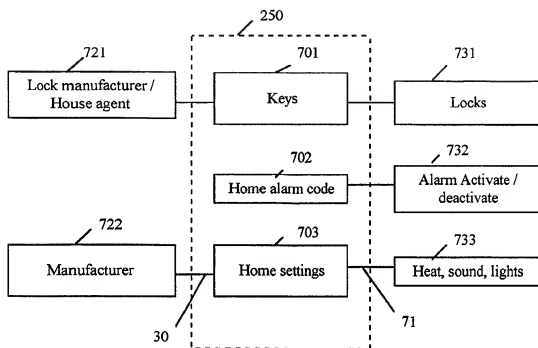 250
721
701
731
Lock manufacturer /
House agent
Keys
Locks
702
732
Home alarm code
Alarm Activate /
deactivate
722
703
733
Manufacturer
Home settings
Heat, sound, lights
30
71